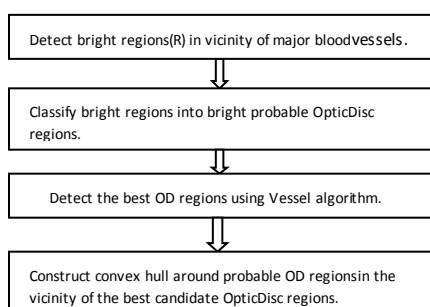 Detect bright regions(R) in vicinity of major bloodvessels.
Classify bright regions into bright probable OpticDisc
regions.
Detect the best OD regions using Vessel algorithm.
Construct convex hull around probable OD regionsin the
vicinity of the best candidate OpticDisc regions.